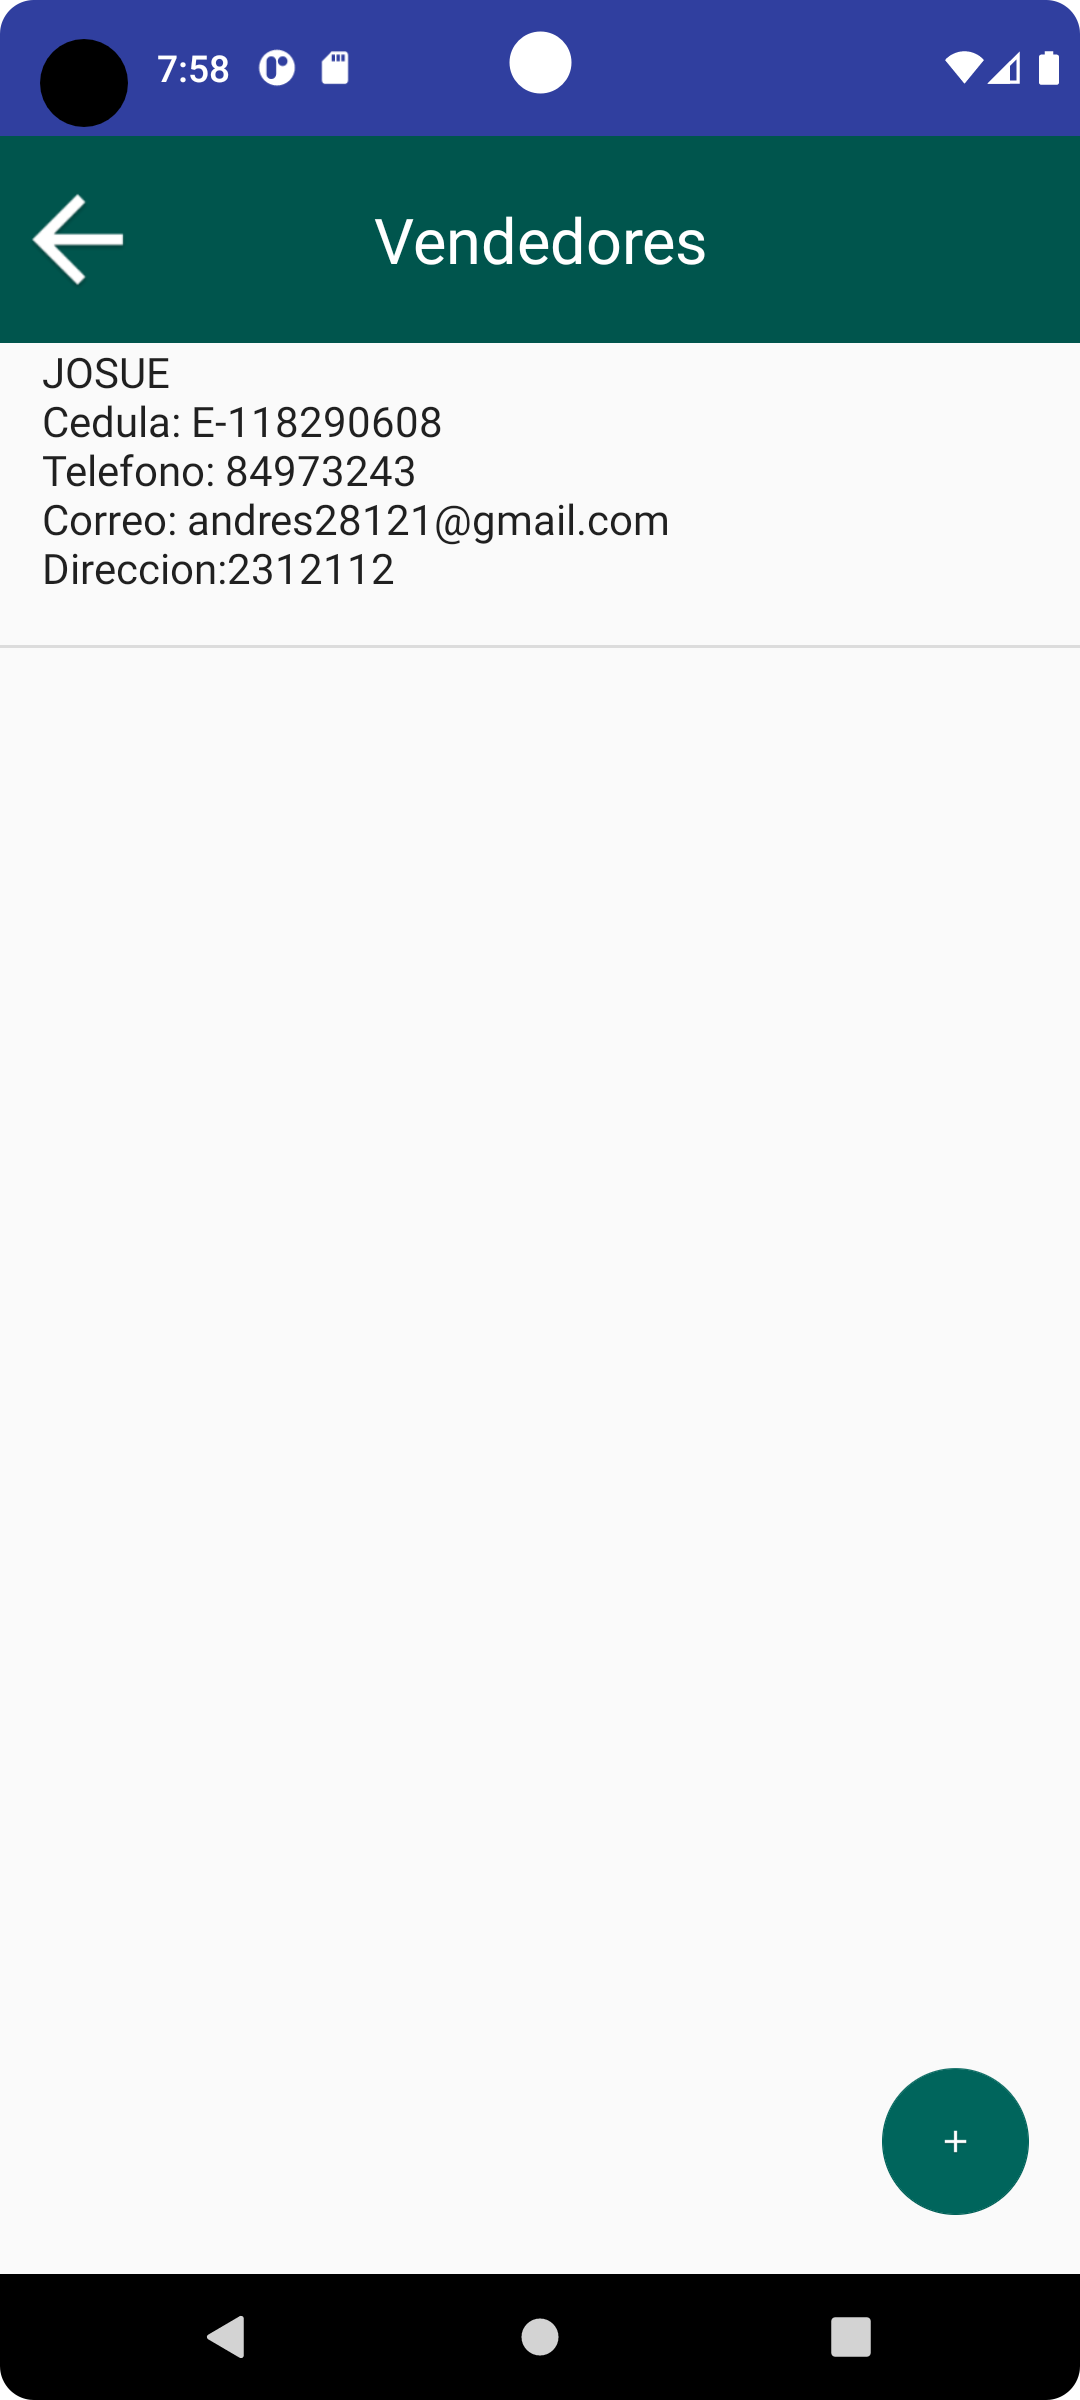 7:58
Vendedores
JOSUE
Cedula: E-118290608
Telefono: 84973243
Correo: andres28121@gmail.com
Direccion:2312112
+